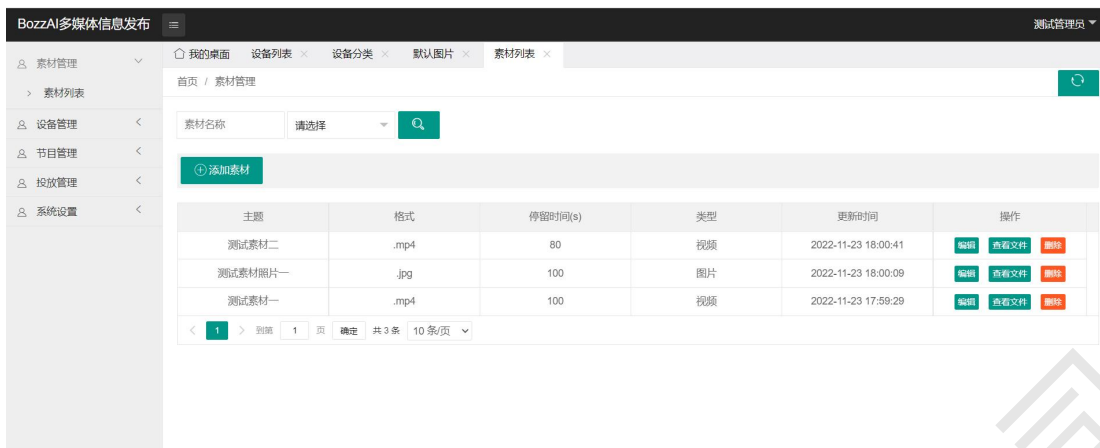 BozzAI多媒体信息发布
测试管理员
素材管理
素材列表
设备管理
节目管理
投放管理
系统设置
我的桌面 设备列表 设备分类 默认图片 素材列表
首页 / 素材管理
素材名称 请选择
添加素材
主题 格式 停留时间(s) 类型 更新时间 操作
测试素材二 .mp4 80 视频 2022-11-23 18:00:41 编辑 查看文件 删除
测试素材照片一 .jpg 100 图片 2022-11-23 18:00:09 编辑 查看文件 删除
测试素材一 .mp4 100 视频 2022-11-23 17:59:29 编辑 查看文件 删除
1 到第 1 页 确定 共 3 条 10 条/页